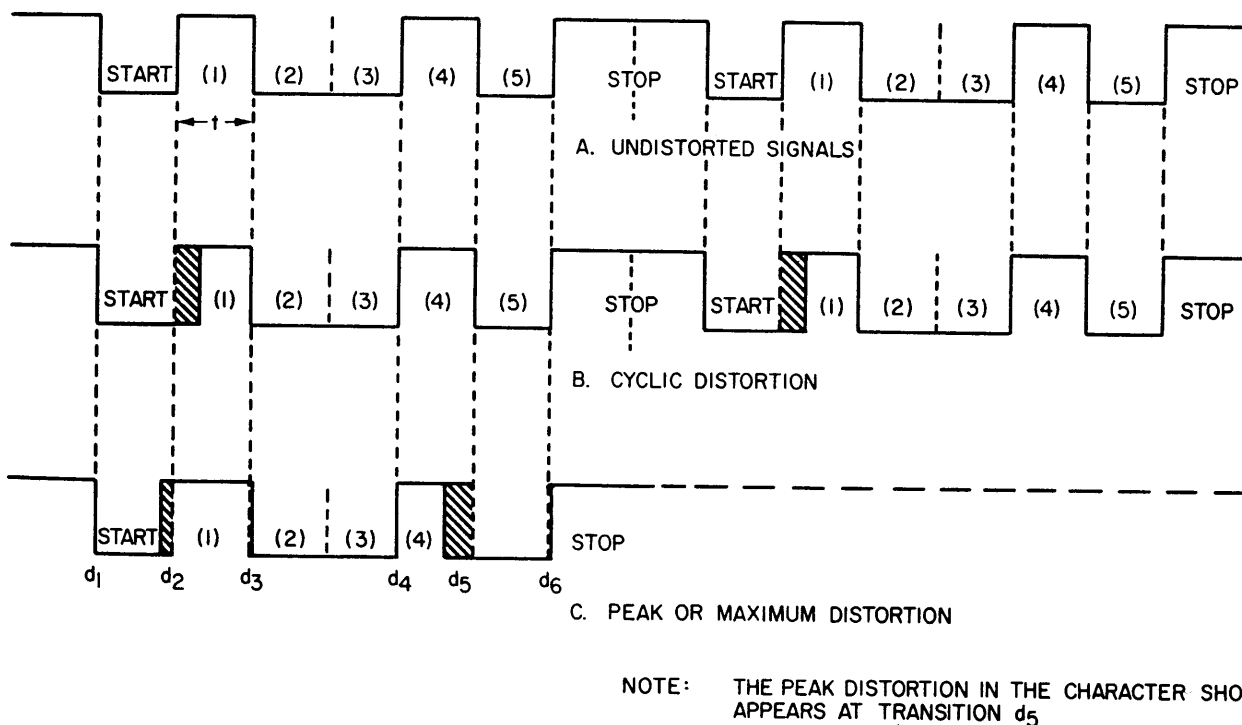 START (1) (2) (3) (4) (5) STOP START (1) (2) (3) (4) (5) STOP
t
A. UNDISTORTED SIGNALS
START (1) (2) (3) (4) (5) STOP START (1) (2) (3) (4) (5) STOP
B. CYCLIC DISTORTION
START (1) (2) (3) (4) STOP
d1 d2 d3 d4 d5 d6
C. PEAK OR MAXIMUM DISTORTION
NOTE: THE PEAK DISTORTION IN THE CHARACTER SHO
APPEARS AT TRANSITION d5